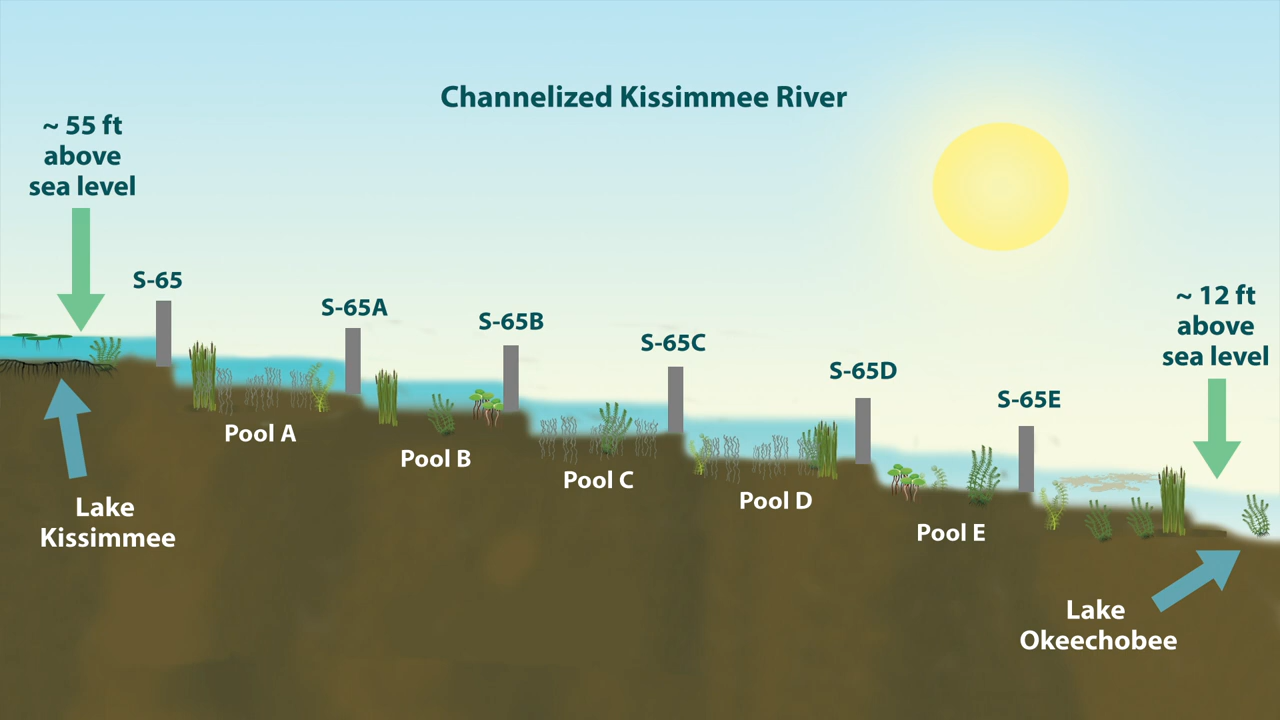 Channelized Kissimmee River
~ 55 ft
above
sea level
S-65
S-65A
S-65B
S-65C
S-65D
S-65E
~ 12 ft
above
sea level
Pool A
Pool B
Pool C
Pool D
Pool E
Lake
Kissimmee
Lake
Okeechobee